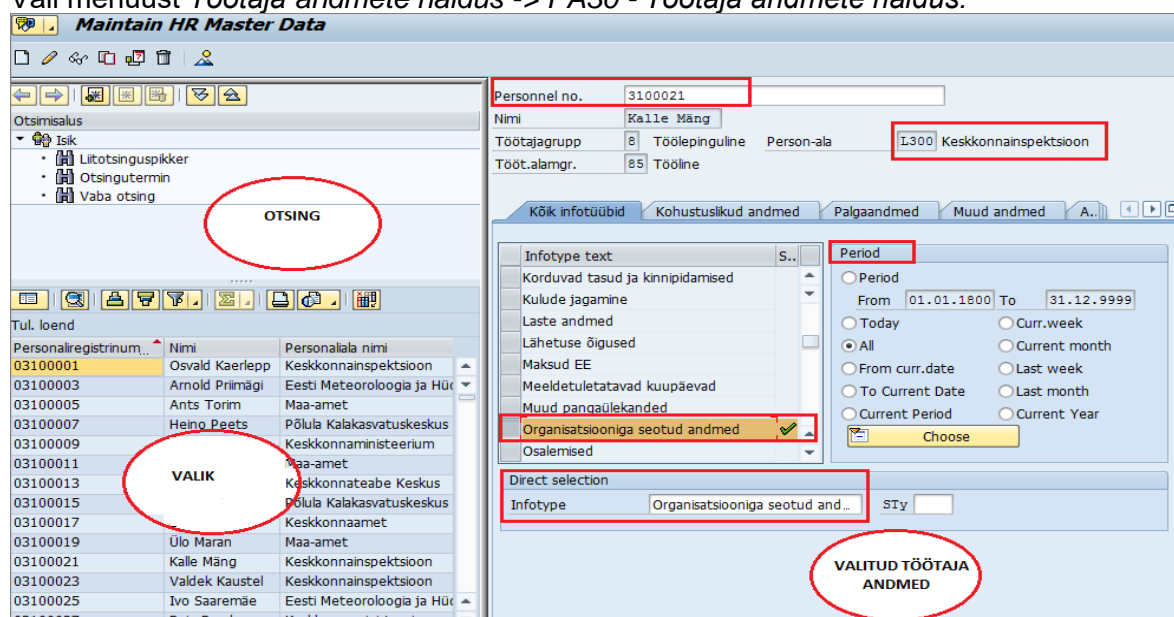 Vali menüüst Töötaja andmete haldus -> PA30 - Töötaja andmete haldus.
Maintain HR Master Data
Otsimisalus
Isik
Liitotsinguspikker
Otsingutermin
Vaba otsing
OTSING
Tul. loend
Personaliregistrinum... Nimi Personaliala nimi
03100001 Osvald Kaerlepp Keskkonnainspektsioon
03100003 Arnold Priimägi Eesti Meteoroloogia ja Hüd
03100005 Ants Torim Maa-amet
03100007 Heino Peets Põlula Kalakasvatuskeskus
03100009 Keskkonnaministeerium
03100011 Maa-amet
03100013 Keskkonnateabe Keskus
03100015 Põlula Kalakasvatuskeskus
03100017 Keskkonnaamet
03100019 Ülo Maran Maa-amet
03100021 Kalle Mäng Keskkonnainspektsioon
03100023 Valdek Kaustel Keskkonnainspektsioon
03100025 Ivo Saaremäe Eesti Meteoroloogia ja Hüd
VALIK
Personnel no. 3100021
Nimi Kalle Mäng
Töötajagrupp 8 Töölepinguline Person-ala L300 Keskkonnainspektsioon
Tööt.alamgr. 85 Tööline
Kõik infotüübid Kohustuslikud andmed Palgaandmed Muud andmed A..
Infotype text S..
Korduvad tasud ja kinnipidamised
Kulude jagamine
Laste andmed
Lähetuse õigused
Maksud EE
Meeldetuletatavad kuupäevad
Muud pangaülekanded
Organisatsiooniga seotud andmed
Osalemised
Period
Period
From 01.01.1800 To 31.12.9999
Today Curr.week
All Current month
From curr.date Last week
To Current Date Last month
Current Period Current Year
Choose
Direct selection
Infotype Organisatsiooniga seotud and... STy
VALITUD TÖÖTAJA
ANDMED